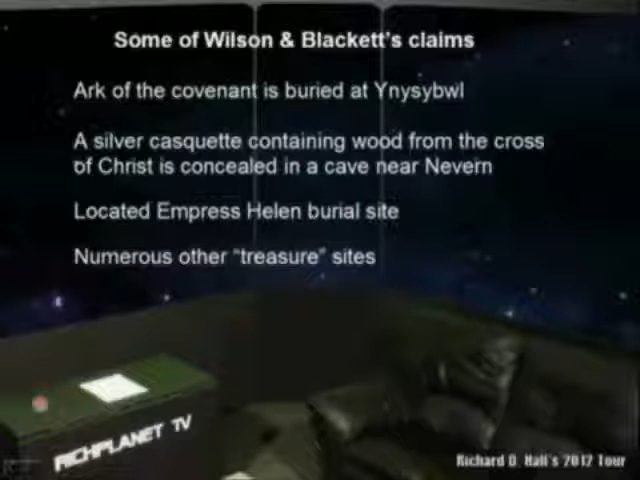 Some of Wilson & Blackett's claims
Ark of the covenant is buried at Ynysybwl
A silver casquette containing wood from the cross
of Christ is concealed in a cave near Nevern
Located Empress Helen burial site
Numerous other "treasure" sites
RICHPLANET TV
Richard D. Hall's 2012 Tour